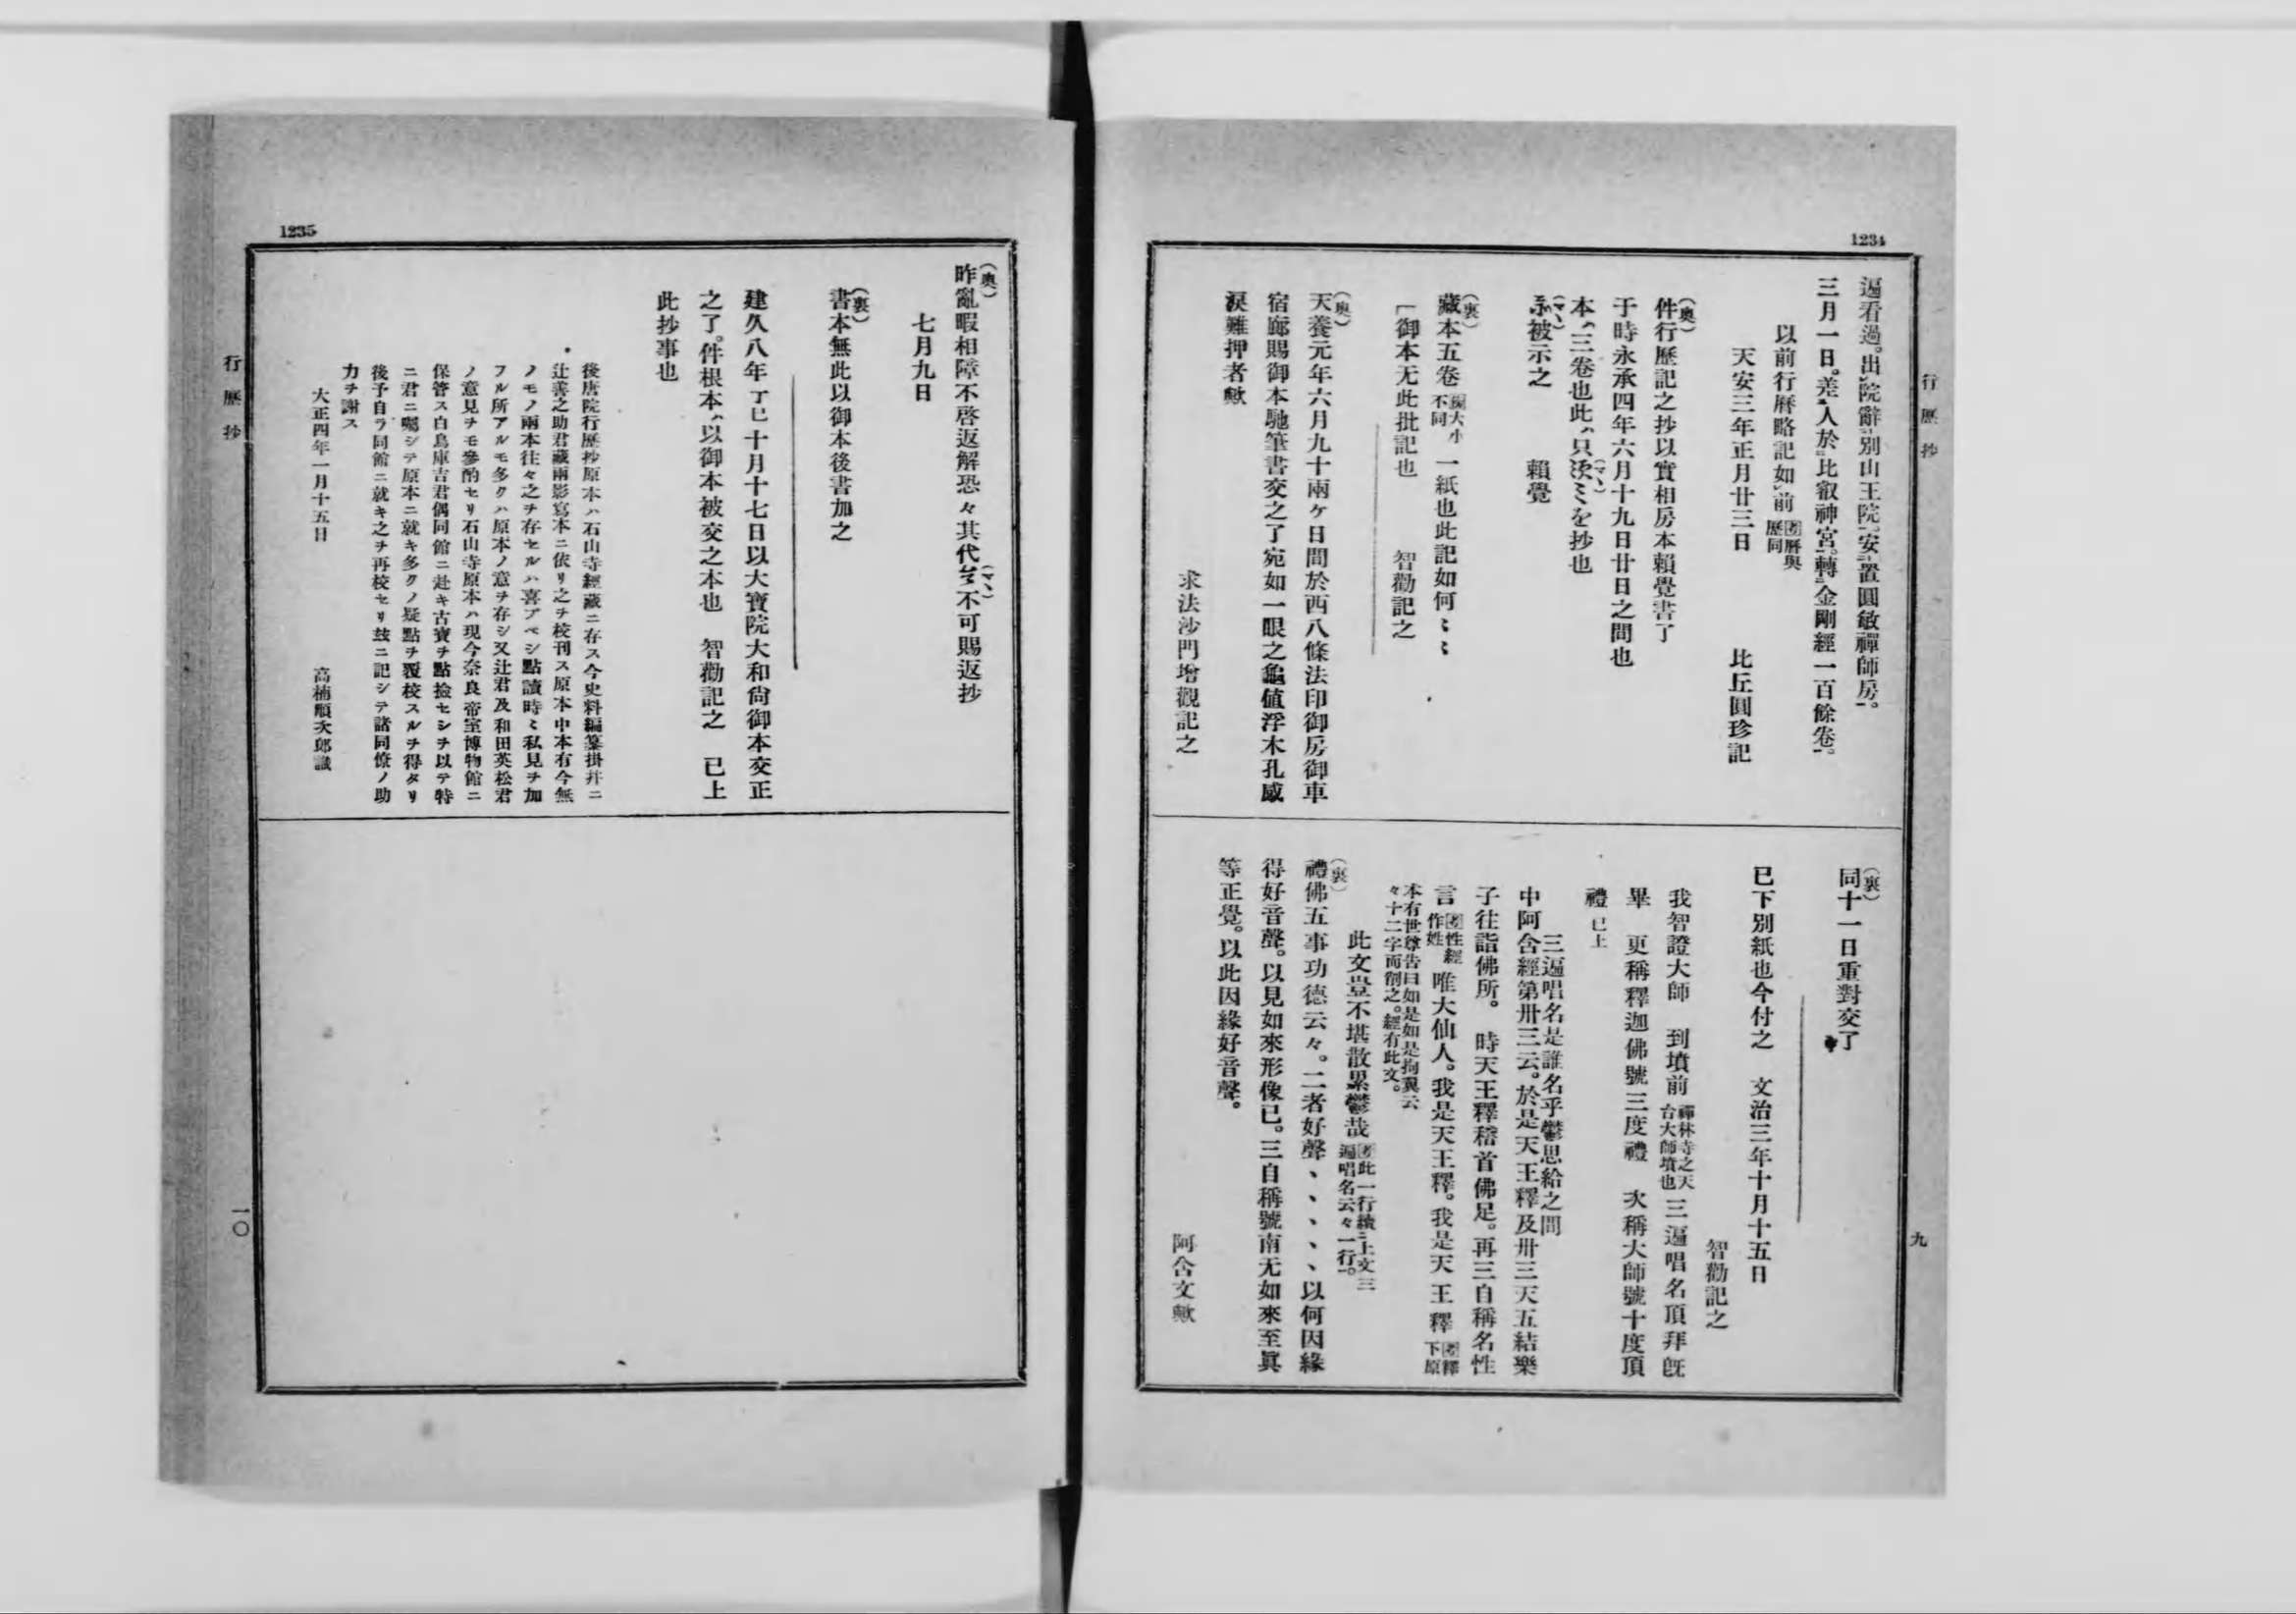 1234
行歷抄
遍看過。出院辭別山王院安置圓敏禪師房。
三月一日。差人於比叡神宮。轉金剛經一百餘卷。
以前行曆略記如前
曆與
歷同
天安三年正月廿三日　比丘圓珍記
(奧)
件行歷記之抄以實相房本賴覺書了
于時永承四年六月十九日廿日之間也
本、三卷也此、只
を抄也
被示之　賴覺
(裏)
藏本五卷
大小
不同
一紙也此記如何ミミ
御本无此批記也　智勸記之
(奧)
天養元年六月九十兩ヶ日間於西八條法印御房御車
宿廊賜御本馳筆書交之了宛如一眼之龜値浮木孔感
淚難押者歟
求法沙門增觀記之
(裏)
同十一日重對交了
已下別紙也今付之　文治三年十月十五日
智勸記之
我智證大師　到墳前
禪林寺之天
台大師墳也
三遍唱名頂拜旣
畢　更稱釋迦佛號三度禮　次稱大師號十度頂
禮
已上
三遍唱名是誰名乎鬱思給之間
中阿含經第卅三云。於是天王釋及卅三天五結樂
子往詣佛所。　時天王釋稽首佛足。再三自稱名性
言
性經
作姓
唯大仙人。我是天王釋。我是天王釋
釋
下原
本有世尊告曰如是如是拘翼云
々十二字而削之。經有此文。
此文豈不堪散累鬱哉
此一行續上文三
遍唱名云々一行。
(裏)
禮佛五事功德云々。二者好聲、、、、、以何因緣
得好音聲。以見如來形像已。三自稱號南无如來至眞
等正覺。以此因緣好音聲。
阿含文歟
九
1235
行歷抄
(奧)
昨亂暇相障不啓返解恐々其代
不可賜返抄
七月九日
(裏)
書本無此以御本後書加之
建久八年
丁巳
十月十七日以大寶院大和尙御本交正
之了。件根本、以御本被交之本也　智勸記之　已上
此抄事也
後唐院行歷抄原本ハ石山寺經藏ニ存ス今史料編纂掛幷ニ
辻善之助君藏兩影寫本ニ依リ之ヲ校刊ス原本中本有今無
ノモノ兩本往々之ヲ存セルハ喜フベシ點讀時ミ私見ヲ加
フル所アルモ多クハ原本ノ意ヲ存シ又辻君及和田英松君
ノ意見ヲモ參酌セリ石山寺原本ハ現今奈良帝室博物館ニ
保管ス白鳥庫吉君偶同館ニ赴キ古寶ヲ點撿セシヲ以テ特
ニ君ニ囑シテ原本ニ就キ多クノ疑點ヲ覆校スルヲ得タリ
後予自ラ同館ニ就キ之ヲ再校セリ玆ニ記シテ諸同僚ノ助
力ヲ謝ス
大正四年一月十五日　高楠順次郎識
一〇